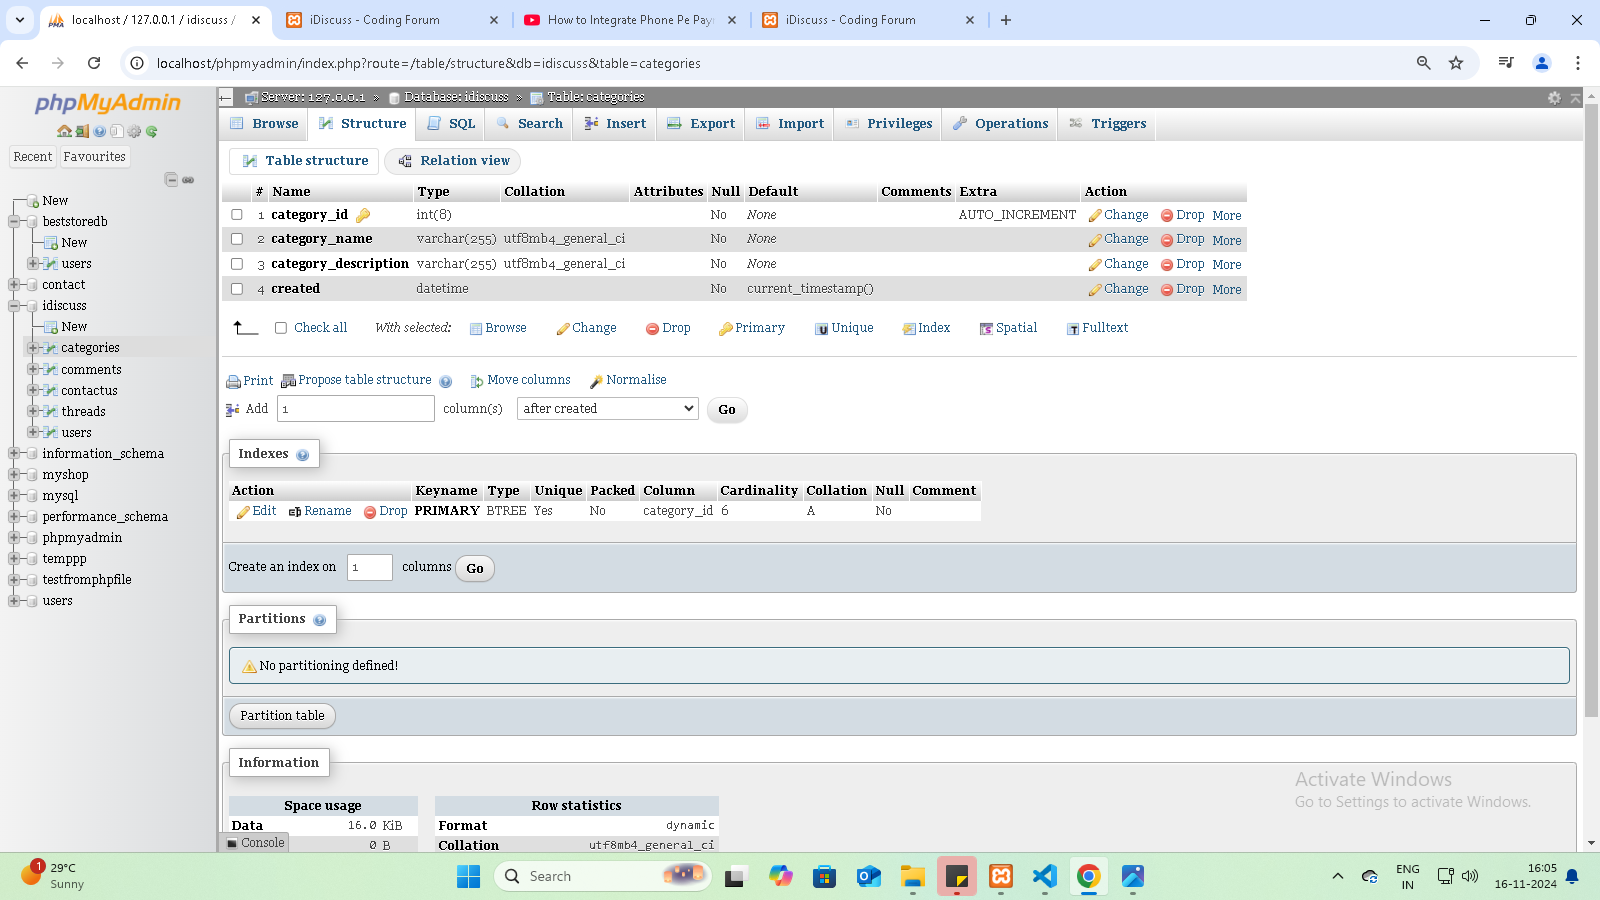 localhost / 127.0.0.1 / idiscuss /
iDiscuss - Coding Forum
How to Integrate Phone Pe Pay
iDiscuss - Coding Forum
localhost/phpmyadmin/index.php?route=/table/structure&db=idiscuss&table=categories
phpMyAdmin
Recent Favourites
New
beststoredb
New
users
contact
idiscuss
New
categories
comments
contactus
threads
users
information_schema
myshop
mysql
performance_schema
phpmyadmin
temppp
testfromphpfile
users
Server: 127.0.0.1 » Database: idiscuss » Table: categories
Browse Structure SQL Search Insert Export Import Privileges Operations Triggers
Table structure Relation view
# Name Type Collation Attributes Null Default Comments Extra Action
1 category_id int(8) No None AUTO_INCREMENT Change Drop More
2 category_name varchar(255) utf8mb4_general_ci No None Change Drop More
3 category_description varchar(255) utf8mb4_general_ci No None Change Drop More
4 created datetime No current_timestamp() Change Drop More
Check all With selected: Browse Change Drop Primary Unique Index Spatial Fulltext
Print Propose table structure Move columns Normalise
Add 1 column(s) after created Go
Indexes
Action Keyname Type Unique Packed Column Cardinality Collation Null Comment
Edit Rename Drop PRIMARY BTREE Yes No category_id 6 A No
Create an index on 1 columns Go
Partitions
No partitioning defined!
Partition table
Information
Space usage
Data 16.0 KiB
0 B
Row statistics
Format dynamic
Collation utf8mb4_general_ci
Console
Activate Windows
Go to Settings to activate Windows.
1
29°C
Sunny
Search
ENG
IN
16:05
16-11-2024